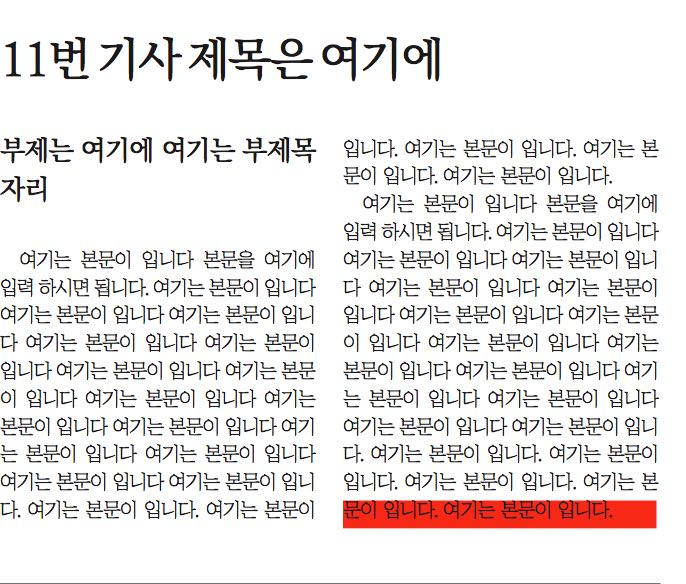 11번 기사 제목은 여기에
부제는 여기에 여기는 부제목
자리
여기는 본문이 입니다 본문을 여기에
입력 하시면 됩니다. 여기는 본문이 입니다
여기는 본문이 입니다 여기는 본문이 입니
다 여기는 본문이 입니다 여기는 본문이
입니다 여기는 본문이 입니다 여기는 본문
이 입니다 여기는 본문이 입니다 여기는
본문이 입니다 여기는 본문이 입니다 여기
는 본문이 입니다 여기는 본문이 입니다
여기는 본문이 입니다 여기는 본문이 입니
다. 여기는 본문이 입니다. 여기는 본문이
입니다. 여기는 본문이 입니다. 여기는 본
문이 입니다. 여기는 본문이 입니다.
여기는 본문이 입니다 본문을 여기에
입력 하시면 됩니다. 여기는 본문이 입니다
여기는 본문이 입니다 여기는 본문이 입니
다 여기는 본문이 입니다 여기는 본문이
입니다 여기는 본문이 입니다 여기는 본문
이 입니다 여기는 본문이 입니다 여기는
본문이 입니다 여기는 본문이 입니다 여기
는 본문이 입니다 여기는 본문이 입니다
여기는 본문이 입니다 여기는 본문이 입니
다. 여기는 본문이 입니다. 여기는 본문이
입니다. 여기는 본문이 입니다. 여기는 본
문이 입니다. 여기는 본문이 입니다.